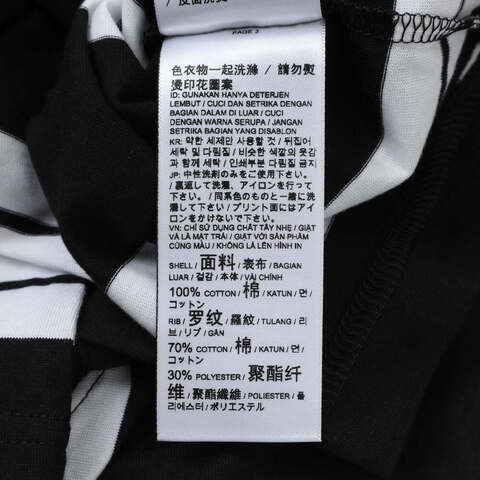 / 反面洗熨
PAGE 3
色衣物一起洗滌 / 請勿熨
燙印花圖案
ID: GUNAKAN HANYA DETERJEN
LEMBUT / CUCI DAN SETRIKA DENGAN
BAGIAN DALAM DI LUAR / CUCI
DENGAN WARNA SERUPA / JANGAN
SETRIKA BAGIAN YANG DISABLON
KR: 약한 세제만 사용하세요 / 뒤집어
세탁 및 다림질 / 비슷한 색깔의 옷감
과 함께 세탁 / 인쇄부분 다림질 금지
JP: 中性洗剤のみをご使用ください。
/ 裏返して洗濯、アイロンを行って下
さい。/ 同系色のものと一緒に洗
濯して下さい / プリント面にはアイ
ロンをかけないで下さい。
VN: CHỈ SỬ DỤNG CHẤT TẨY NHẸ / GIẶT
VÀ LÀ MẶT TRÁI / GIẶT VỚI SẢN PHẨM
CÙNG MÀU / KHÔNG LÀ LÊN HÌNH IN
SHELL / 面料 / 表布 / BAGIAN
LUAR / 겉감 / 本体 / VẢI CHÍNH
100% COTTON / 棉 / KATUN / 면 /
コットン
RIB / 罗纹 / 羅紋 / TULANG / 리
브 / リブ / GÂN
70% COTTON / 棉 / KATUN / 면 /
コットン
30% POLYESTER / 聚酯纤
维 / 聚酯纖維 / POLIESTER / 폴
리에스터 / ポリエステル